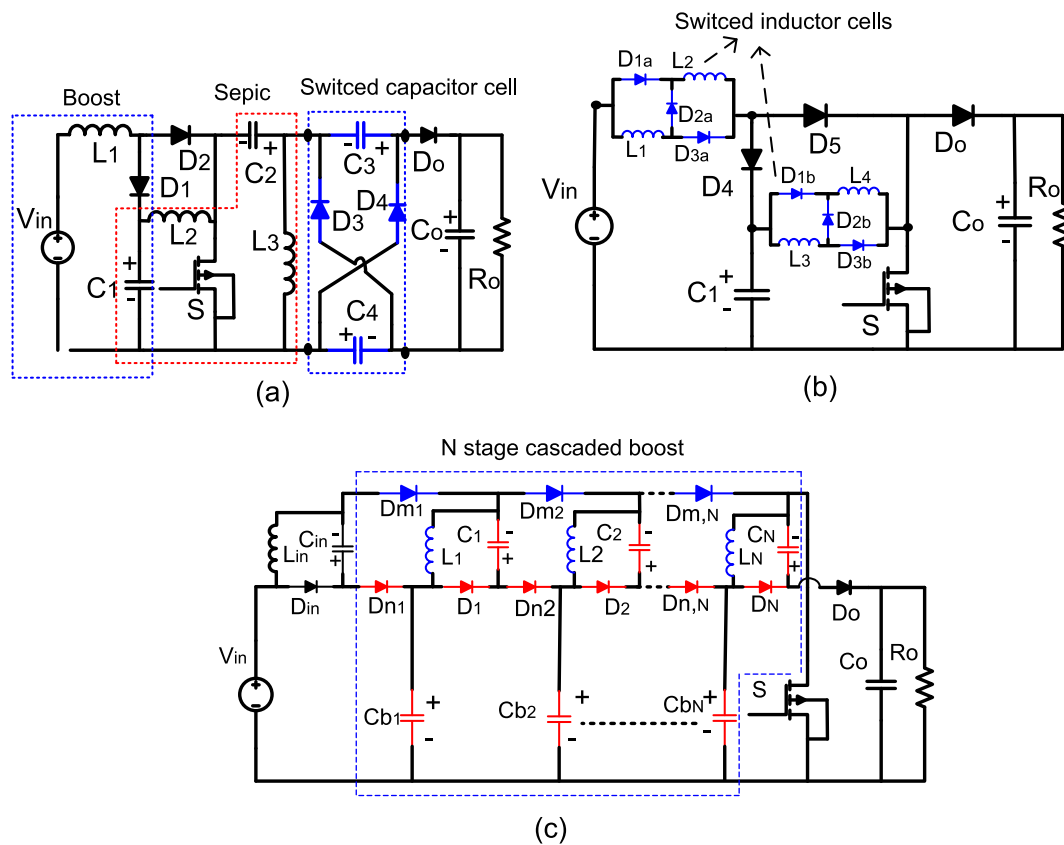 Boost
Sepic
Switced capacitor cell
L1
D2
C2
C3
Do
D1
Vin
L2
L3
D3
D4
Co
Ro
C1
S
C4
(a)
Switced inductor cells
D1a
L2
D2a
L1
D3a
D5
Do
Vin
D4
D1b
L4
D2b
L3
D3b
Co
Ro
C1
S
(b)
N stage cascaded boost
Dm1
Dm2
Dm,N
Lin
Cin
L1
C1
L2
C2
LN
CN
Din
Dn1
D1
Dn2
D2
Dn,N
DN
Do
Vin
Co
Ro
Cb1
Cb2
CbN
S
(c)